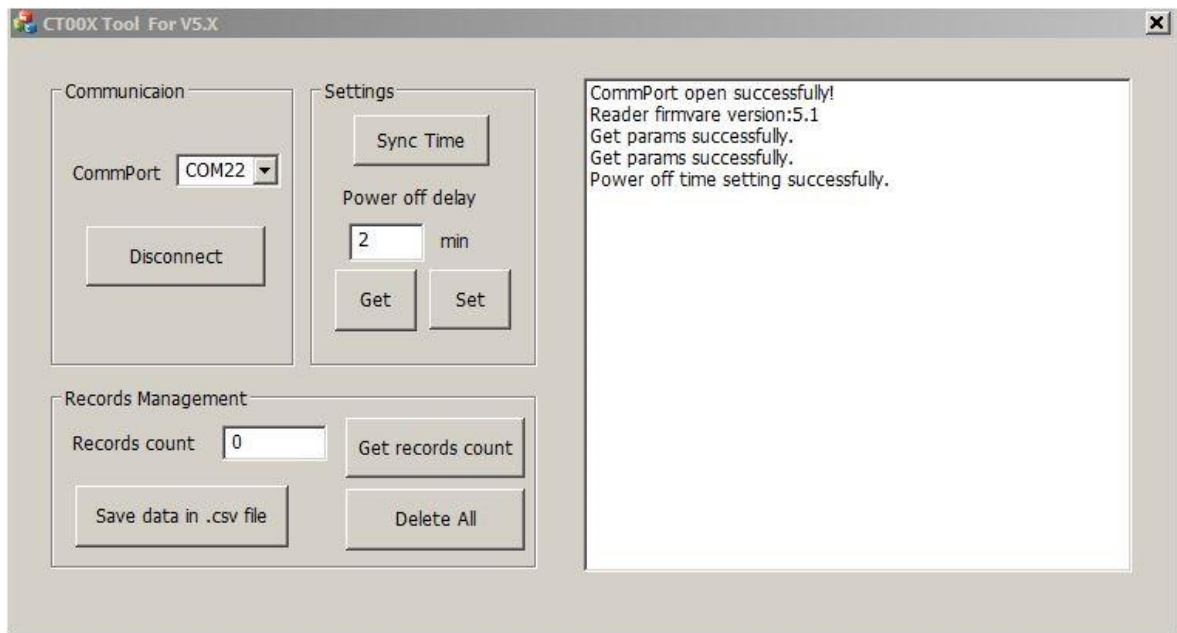 CT00X Tool For V5.X
Communicaion
CommPort COM22
Disconnect
Settings
Sync Time
Power off delay
2 min
Get Set
CommPort open successfully!
Reader firmvare version:5.1
Get params successfully.
Get params successfully.
Power off time setting successfully.
Records Management
Records count 0 Get records count
Save data in .csv file Delete All